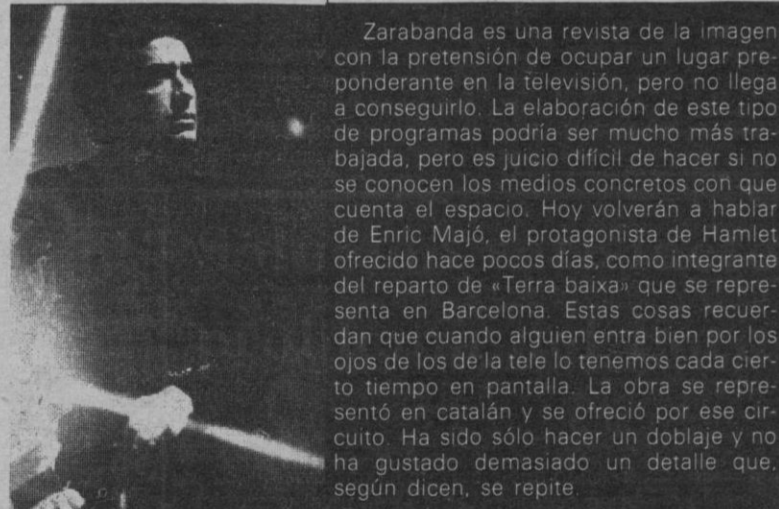 Zarabanda es una revista de la imagen
con la pretensión de ocupar un lugar pre-
ponderante en la televisión, pero no llega
a conseguirlo. La elaboración de este tipo
de programas podría ser mucho más tra-
bajada, pero es juicio difícil de hacer si no
se conocen los medios concretos con que
cuenta el espacio. Hoy volverán a hablar
de Enric Majó, el protagonista de Hamlet
ofrecido hace pocos días, como integrante
del reparto de «Terra baixa» que se repre-
senta en Barcelona. Estas cosas recuer-
dan que cuando alguien entra bien por los
ojos de los de la tele lo tenemos cada cier-
to tiempo en pantalla. La obra se repre-
sentó en catalán y se ofreció por ese cir-
cuito. Ha sido sólo hacer un doblaje y no
ha gustado demasiado un detalle que,
según dicen, se repite.